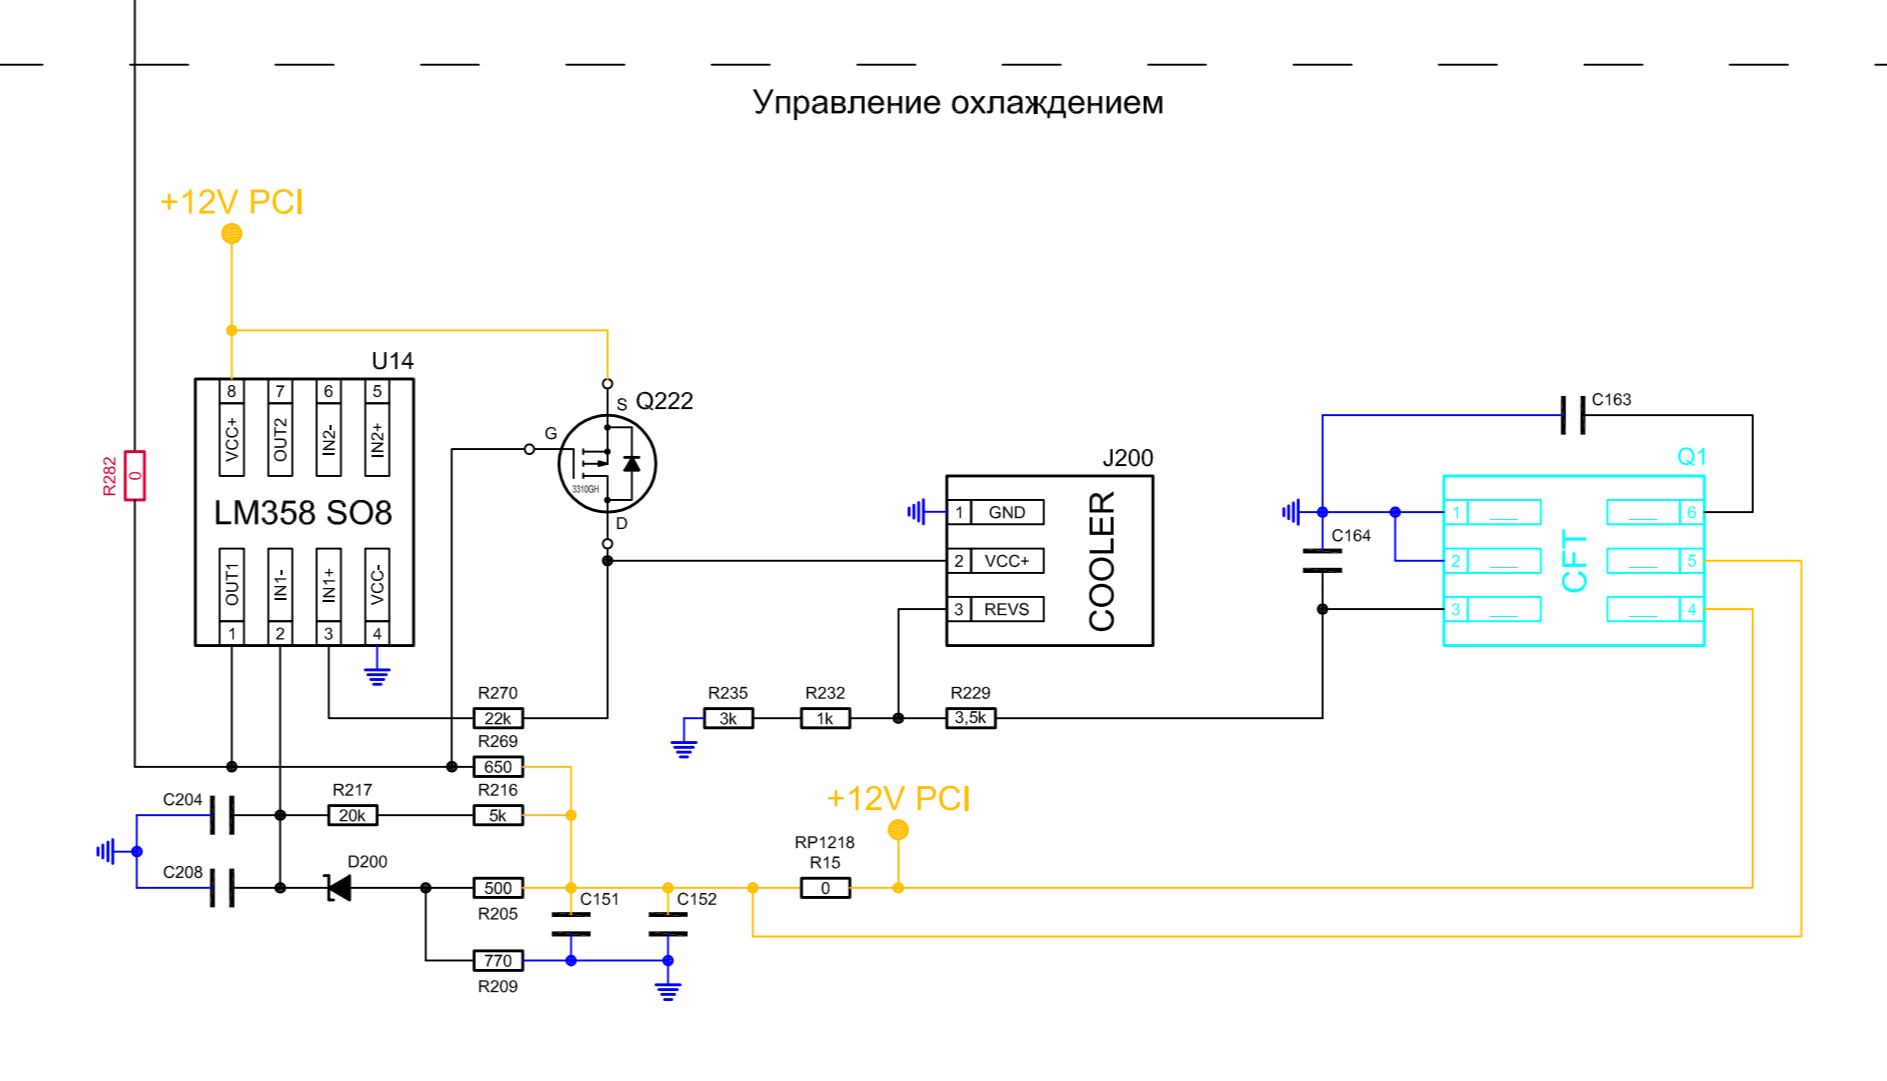 Управление охлаждением
+12V PCI
U14
8 7 6 5
VCC+ OUT2 IN2- IN2+
LM358 SO8
OUT1 IN1- IN1+ VCC-
1 2 3 4
R282
0
Q222
S
G
D
3310GH
J200
COOLER
1 GND
2 VCC+
3 REVS
C163
Q1
CFT
1 6
2 5
3 4
C164
R270
22k
R269
650
R235
3k
R232
1k
R229
3,5k
C204
R217
20k
R216
5k
+12V PCI
C208
D200
500
R205
C151
C152
RP1218
R15
0
770
R209